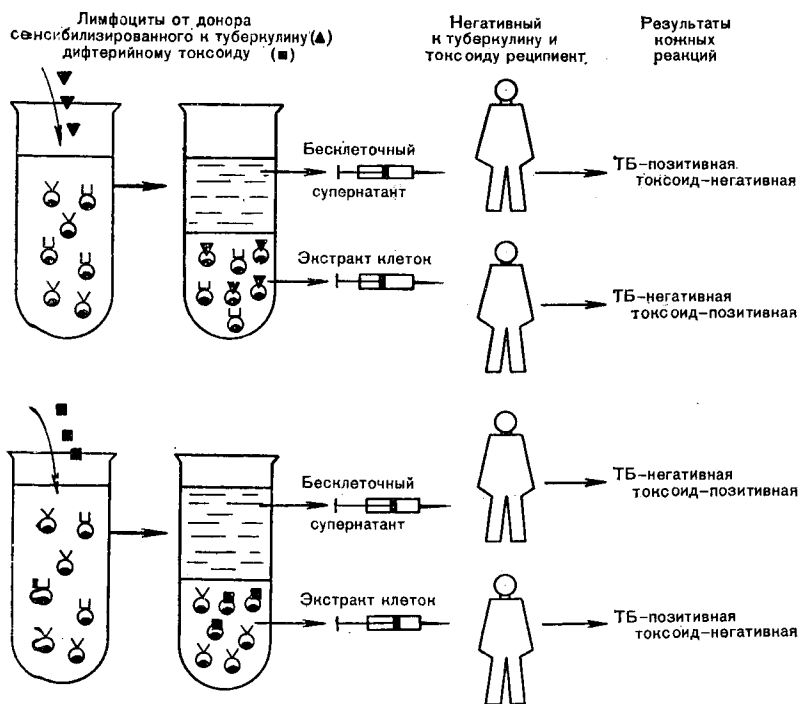 Лимфоциты от донора
сенсибилизированного к туберкулину(▲)
дифтерийному токсоиду (■)
Негативный
к туберкулину и
токсоиду реципиент
Результаты
кожных
реакций
Бесклеточный
супернатант
ТБ-позитивная.
токсоид-негативная
Экстракт клеток
ТБ-негативная
токсоид-позитивная
Бесклеточный
супернатант
ТБ-негативная
токсоид-позитивная
Экстракт клеток
ТБ-позитивная
токсоид-негативная